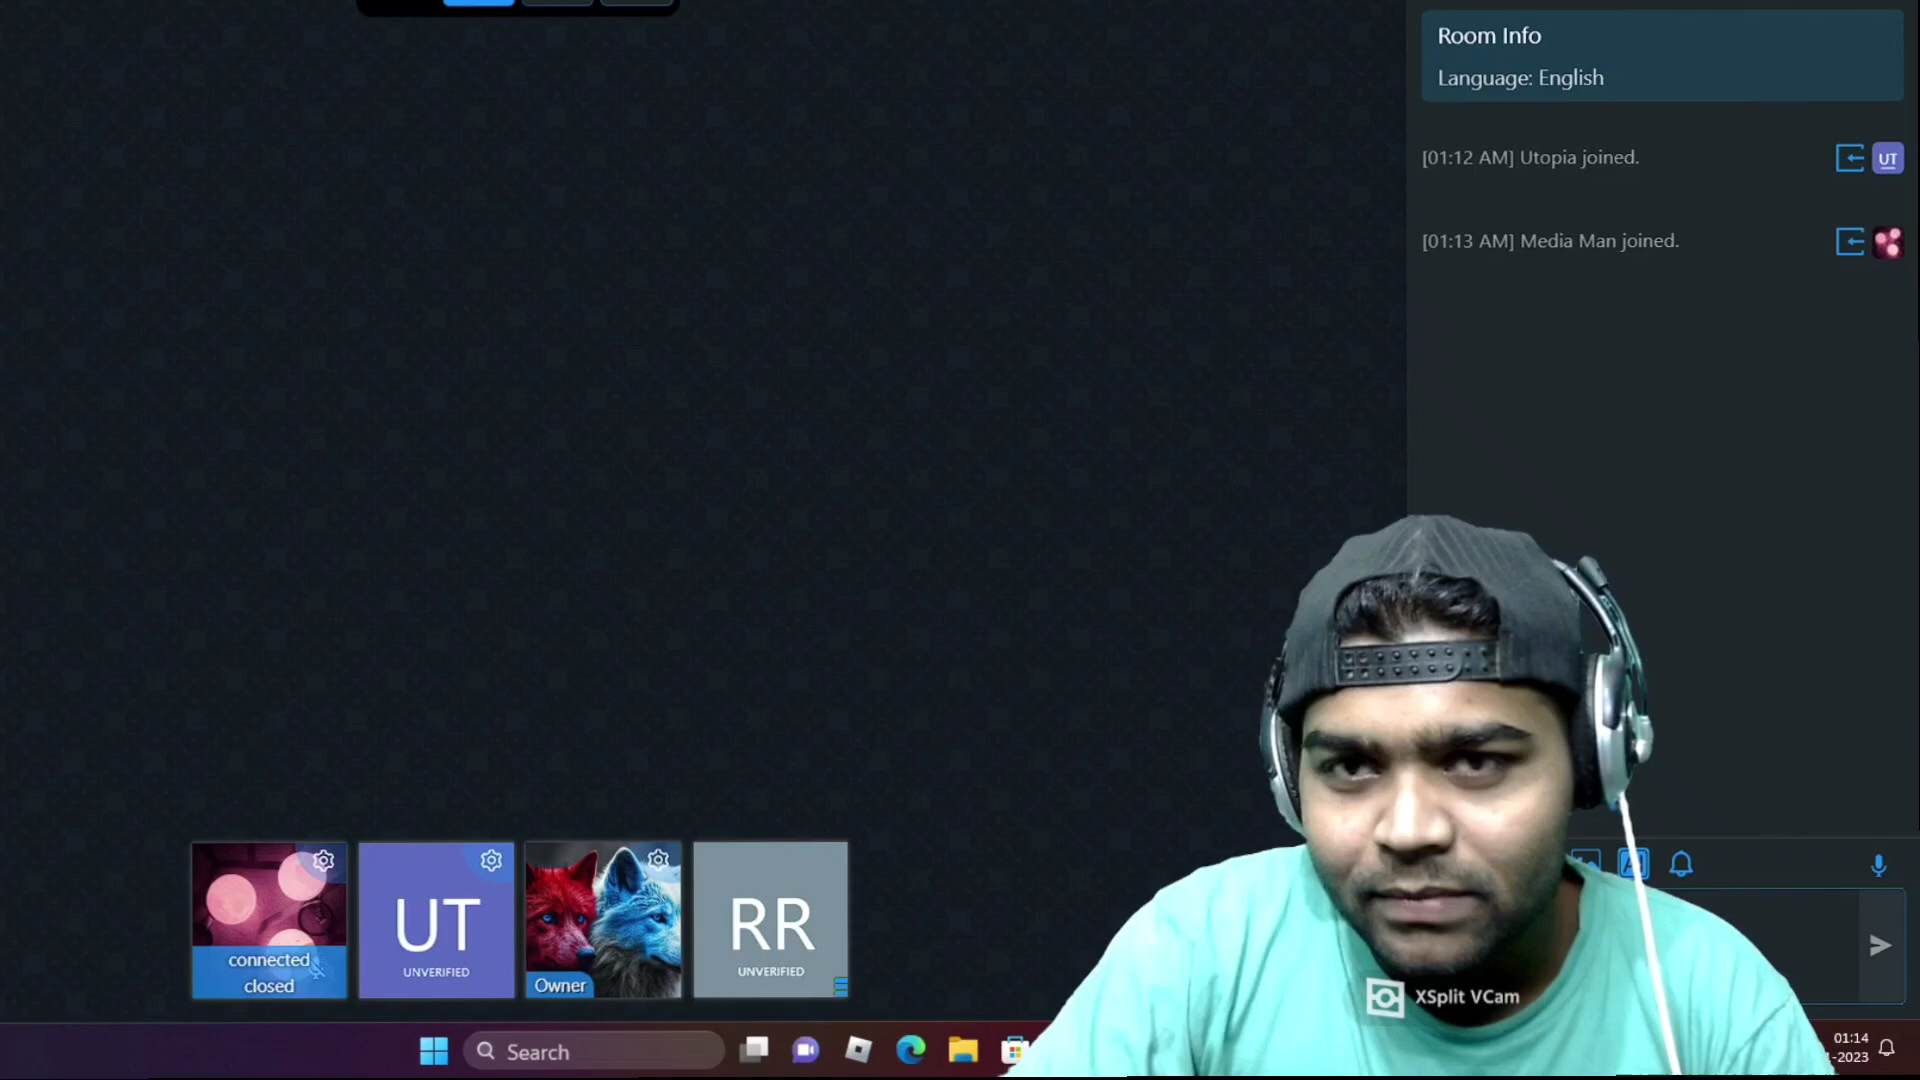 Room Info
Language: English
[01:12 AM] Utopia joined.
UT
[01:13 AM] Media Man joined.
connected
closed
UT
UNVERIFIED
Owner
RR
UNVERIFIED
XSplit VCam
Search
01:14
-2023